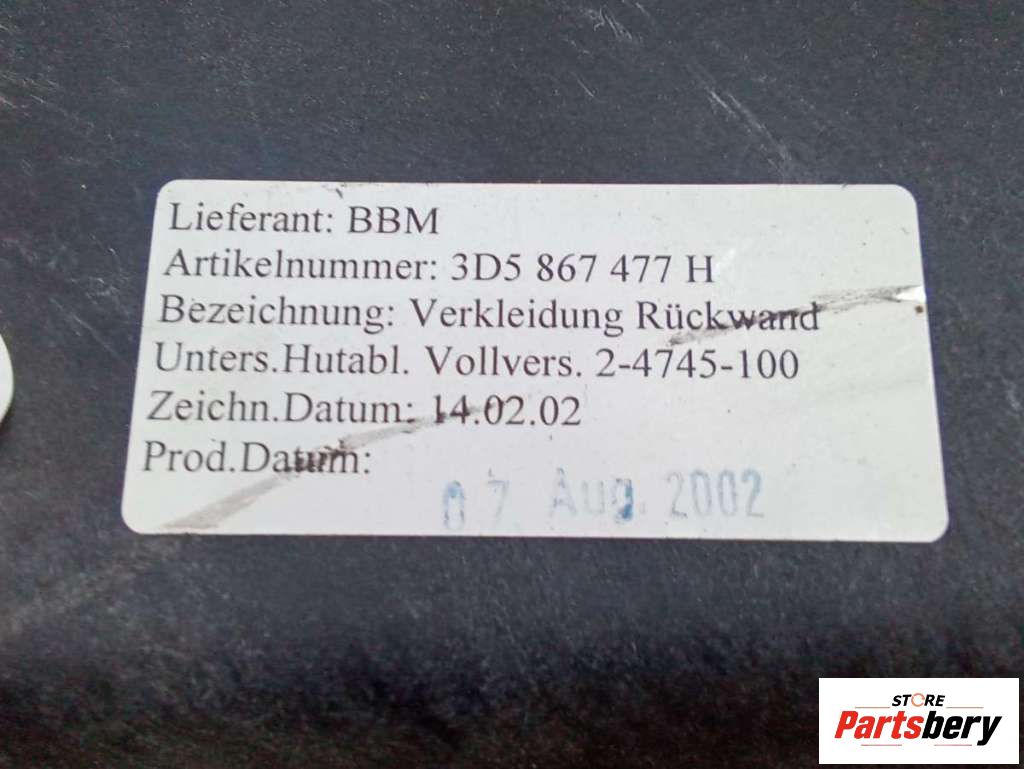 Lieferant: BBM
Artikelnummer: 3D5 867 477 H
Bezeichnung: Verkleidung Rückwand
Unters.Hutabl. Vollvers. 2-4745-100
Zeichn.Datum: 14.02.02
Prod.Datum:
07. Aug. 2002
STORE
Partsbery